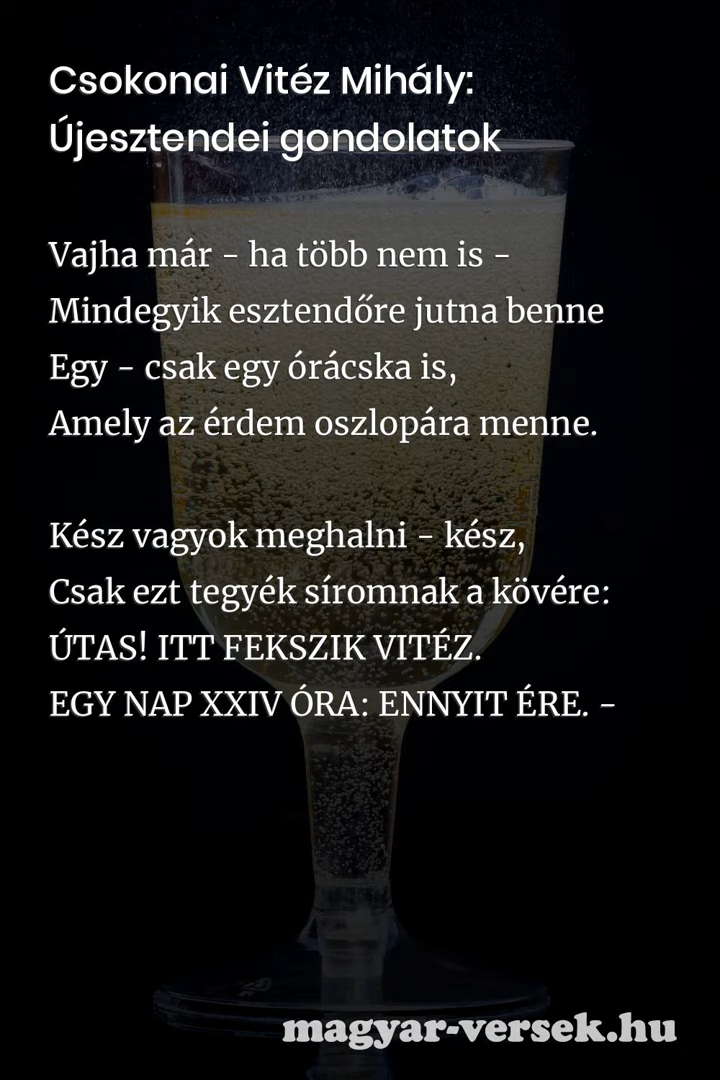 Csokonai Vitéz Mihály:
Újesztendei gondolatok
Vajha már - ha több nem is -
Mindegyik esztendőre jutna benne
Egy - csak egy órácska is,
Amely az érdem oszlopára menne.
Kész vagyok meghalni - kész,
Csak ezt tegyék síromnak a kövére:
ÚTAS! ITT FEKSZIK VITÉZ.
EGY NAP XXIV ÓRA: ENNYIT ÉRE. -
magyar-versek.hu